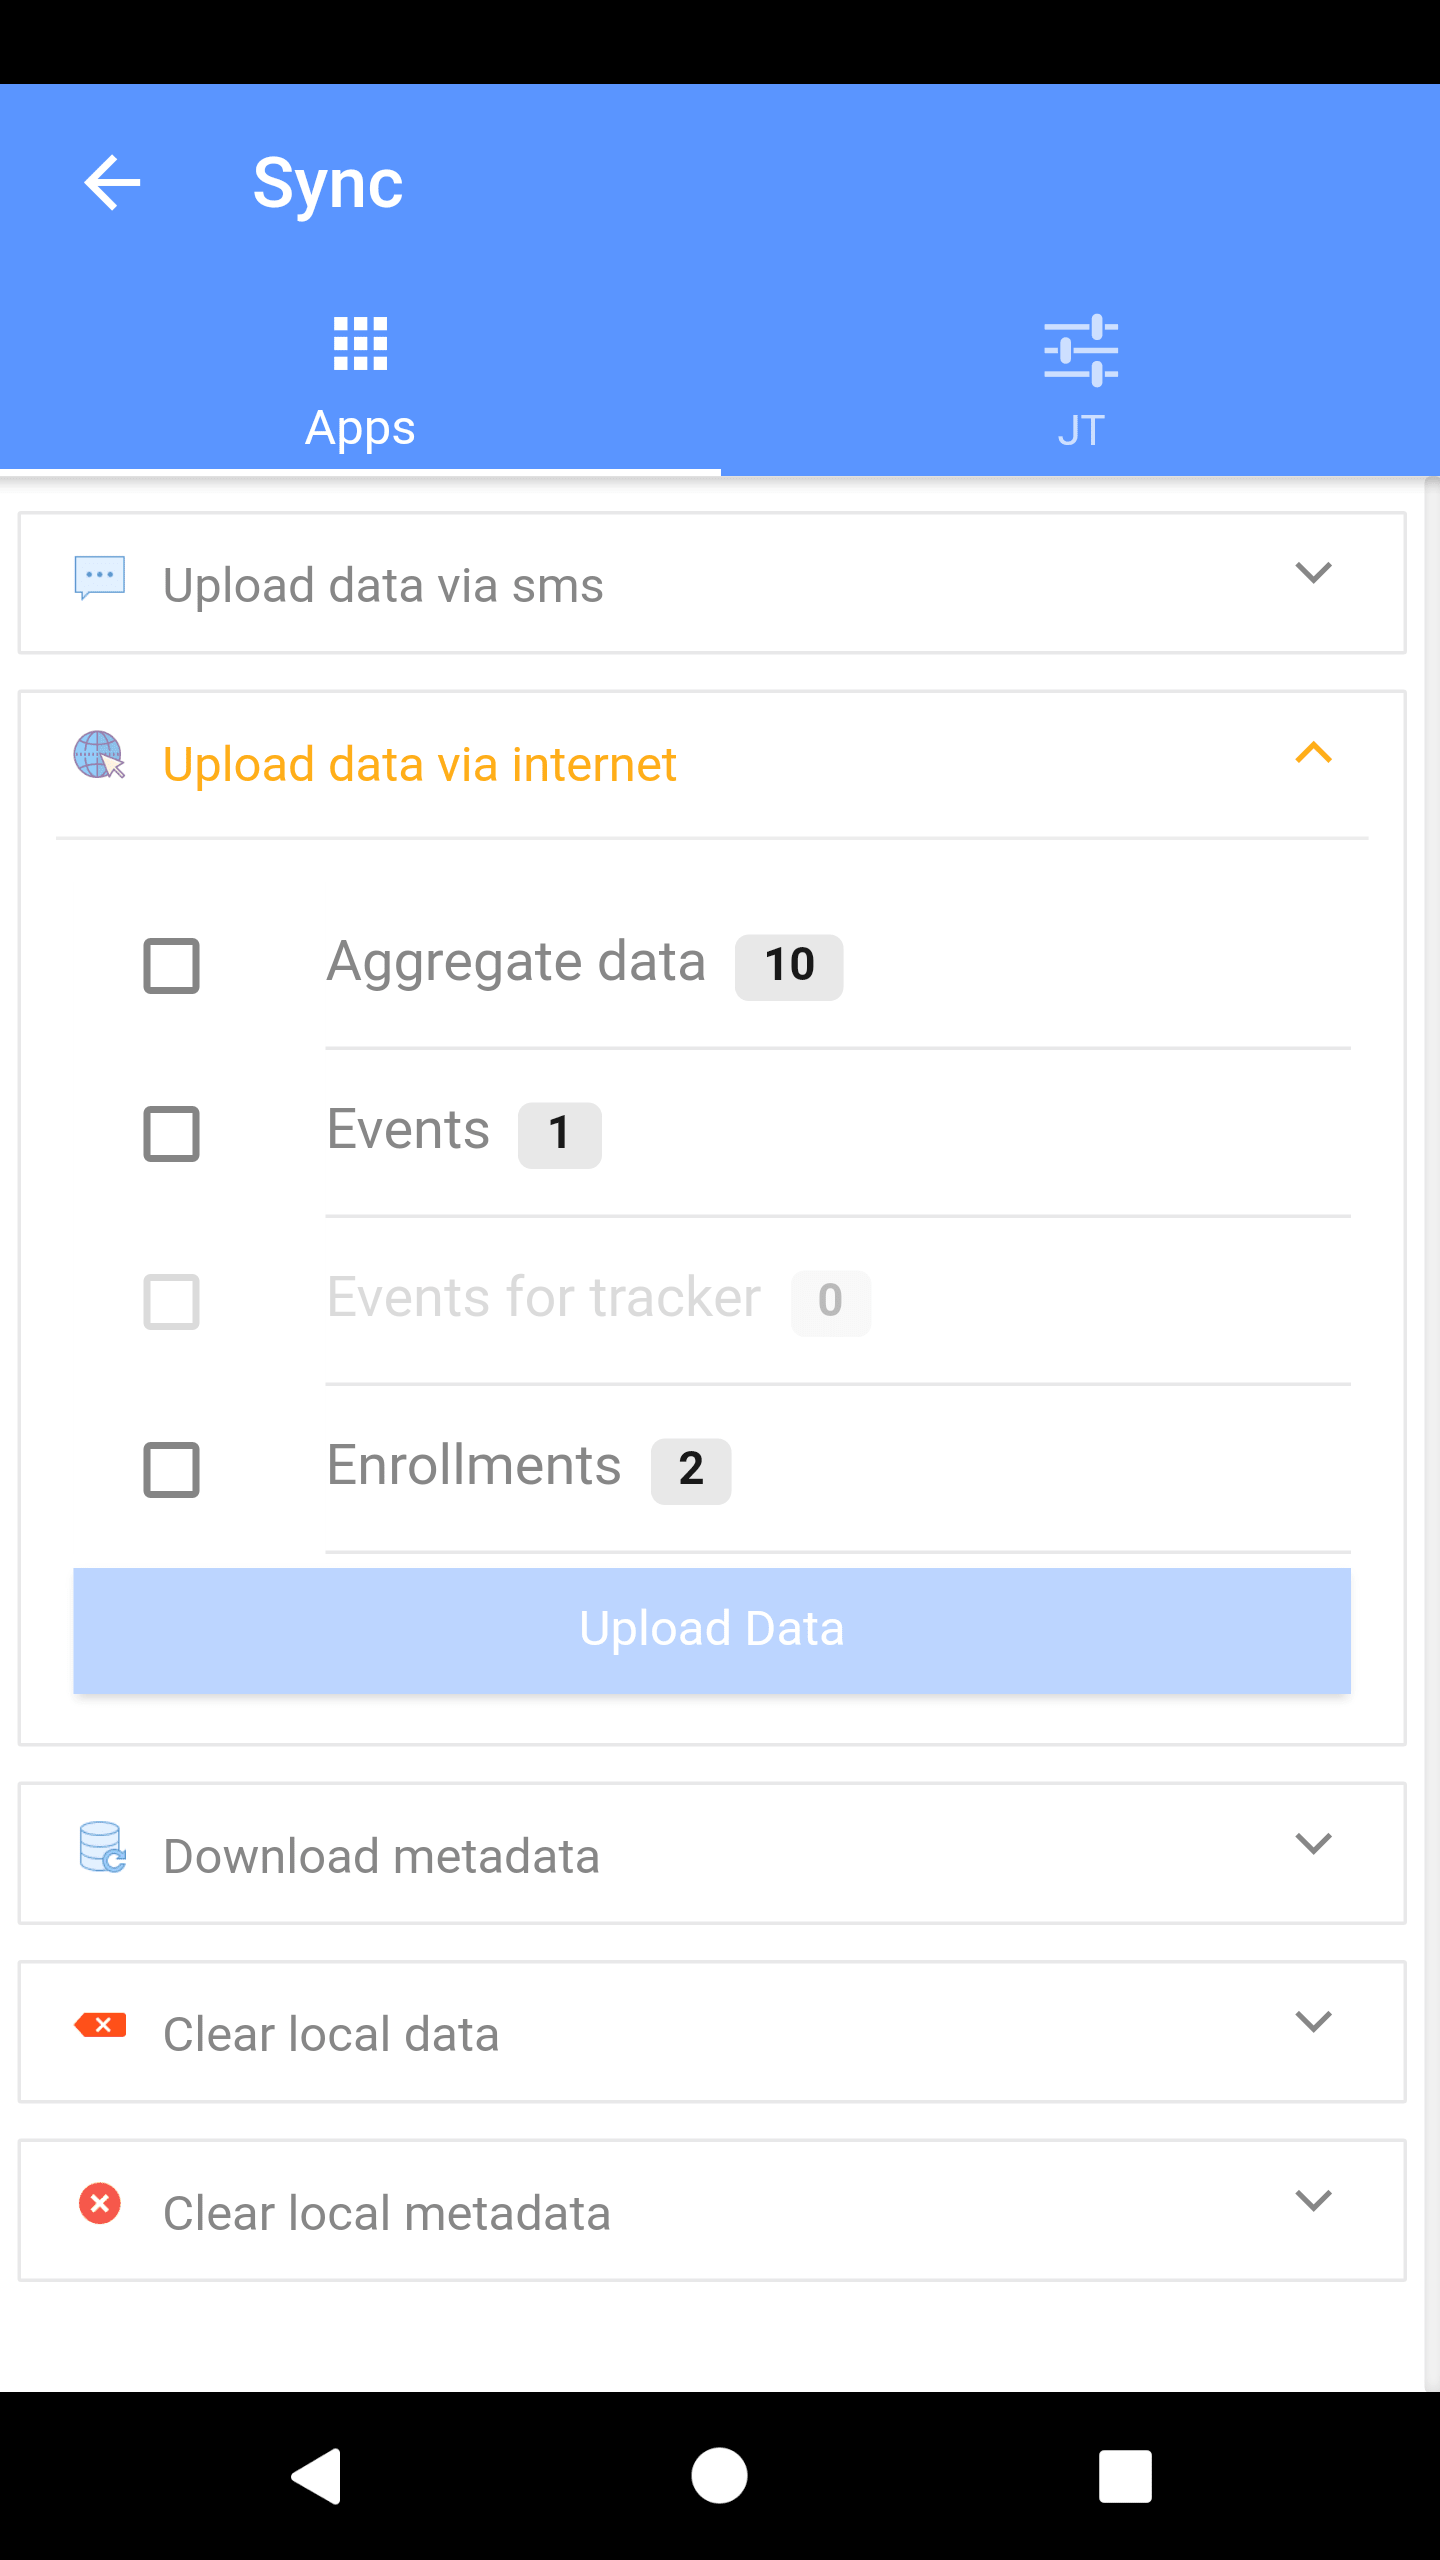 Sync
Apps
JT
Upload data via sms
Upload data via internet
Aggregate data 10
Events 1
Events for tracker 0
Enrollments 2
Upload Data
Download metadata
Clear local data
Clear local metadata